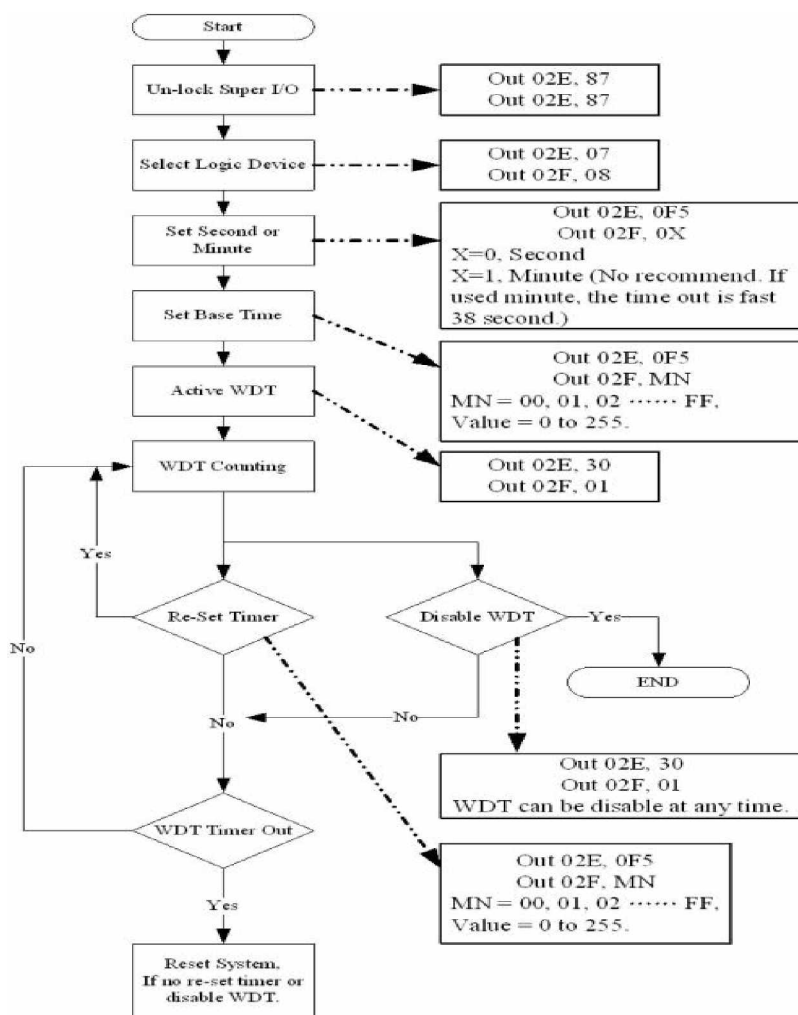 Start
Un-lock Super I/O
Out 02E, 87
Out 02E, 87
Select Logic Device
Out 02E, 07
Out 02F, 08
Set Second or
Minute
Out 02E, 0F5
Out 02F, 0X
X=0, Second
X=1, Minute (No recommend. If
used minute, the time out is fast
38 second.)
Set Base Time
Out 02E, 0F5
Out 02F, MN
MN = 00, 01, 02 ······ FF,
Value = 0 to 255.
Active WDT
Out 02E, 30
Out 02F, 01
WDT Counting
Yes
Re-Set Timer
Disable WDT
Yes
No
END
No
No
Out 02E, 30
Out 02F, 01
WDT can be disable at any time.
WDT Timer Out
Out 02E, 0F5
Out 02F, MN
MN = 00, 01, 02 ······ FF,
Value = 0 to 255.
Yes
Reset System,
If no re-set timer or
disable WDT.